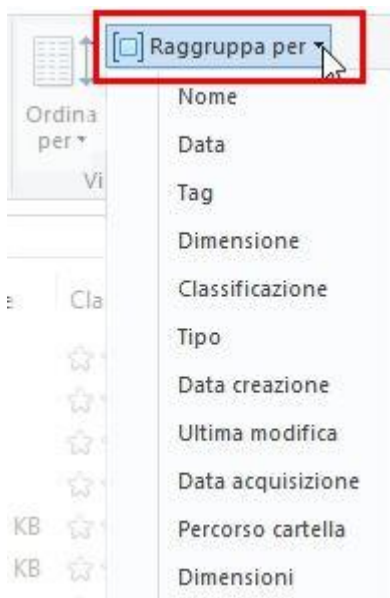 Raggruppa per
Ordina
per
Vi
Nome
Data
Tag
Dimensione
Cla
Classificazione
Tipo
Data creazione
Ultima modifica
Data acquisizione
KB
Percorso cartella
KB
Dimensioni